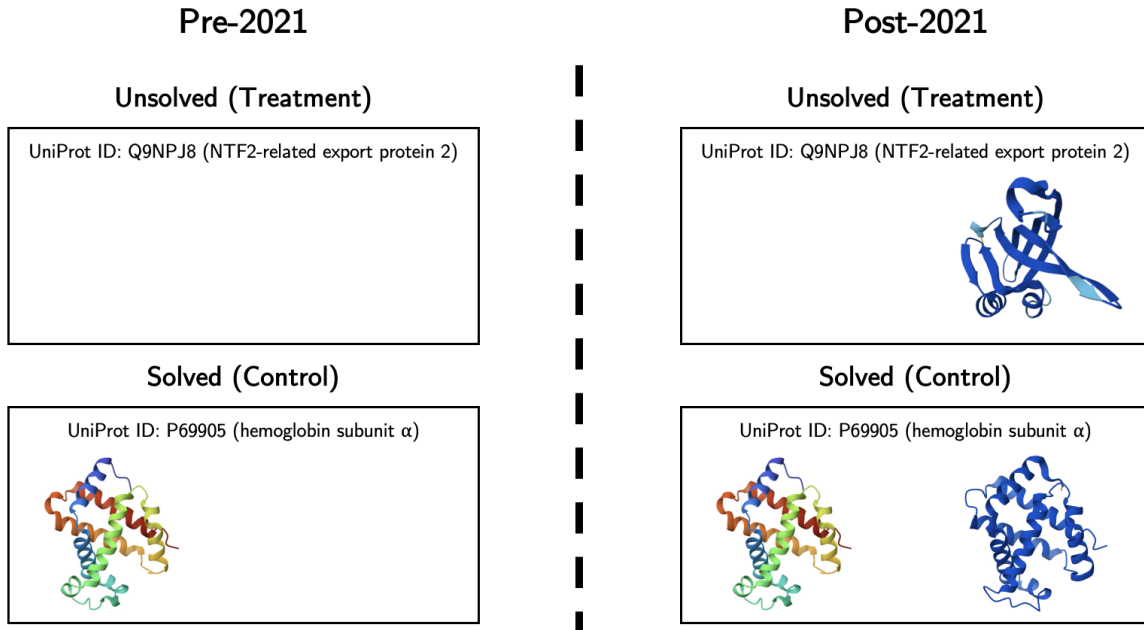 Pre-2021
Post-2021
Unsolved (Treatment)
Unsolved (Treatment)
UniProt ID: Q9NPJ8 (NTF2-related export protein 2)
UniProt ID: Q9NPJ8 (NTF2-related export protein 2)
Solved (Control)
Solved (Control)
UniProt ID: P69905 (hemoglobin subunit α)
UniProt ID: P69905 (hemoglobin subunit α)